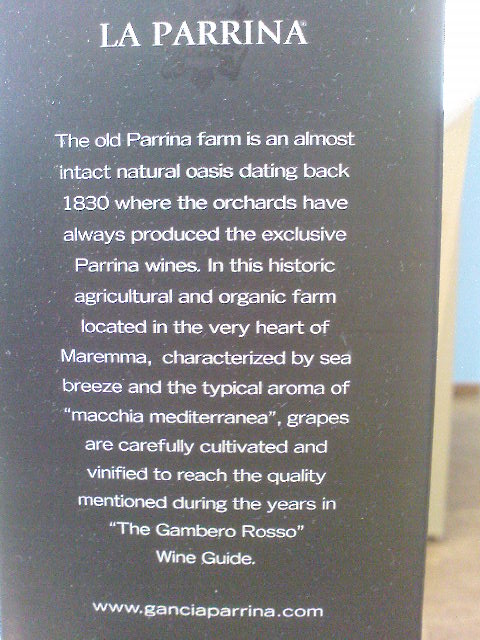 LA PARRINA®
The old Parrina farm is an almost
intact natural oasis dating back
1830 where the orchards have
always produced the exclusive
Parrina wines. In this historic
agricultural and organic farm
located in the very heart of
Maremma, characterized by sea
breeze and the typical aroma of
“macchia mediterranea”, grapes
are carefully cultivated and
vinified to reach the quality
mentioned during the years in
“The Gambero Rosso”
Wine Guide.
www.ganciaparrina.com